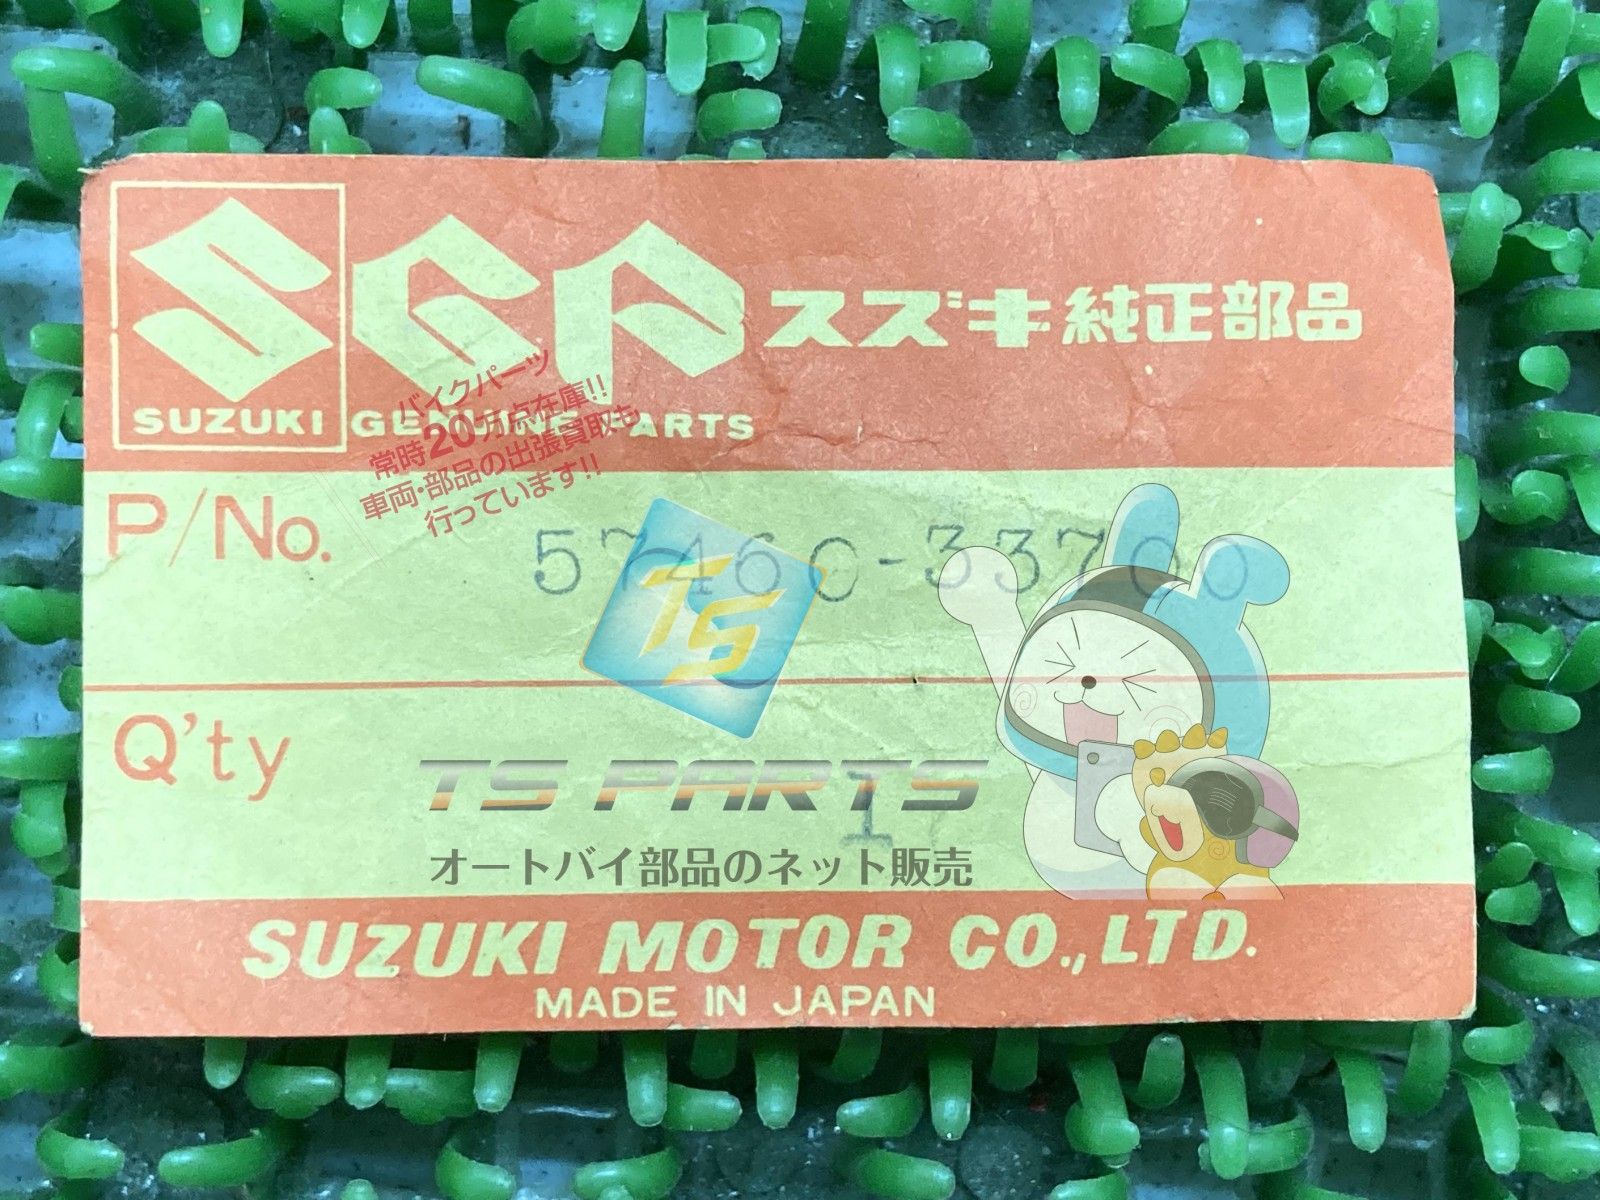 SUZUKI
SGP スズキ純正部品
GENUINE PARTS
バイクパーツ
常時20万点在庫!!
車両・部品の出張買取も
行っています!!
P/No. 57460-33700
TS
Q'ty 1
TS PARTS
オートバイ部品のネット販売
SUZUKI MOTOR CO.,LTD.
MADE IN JAPAN